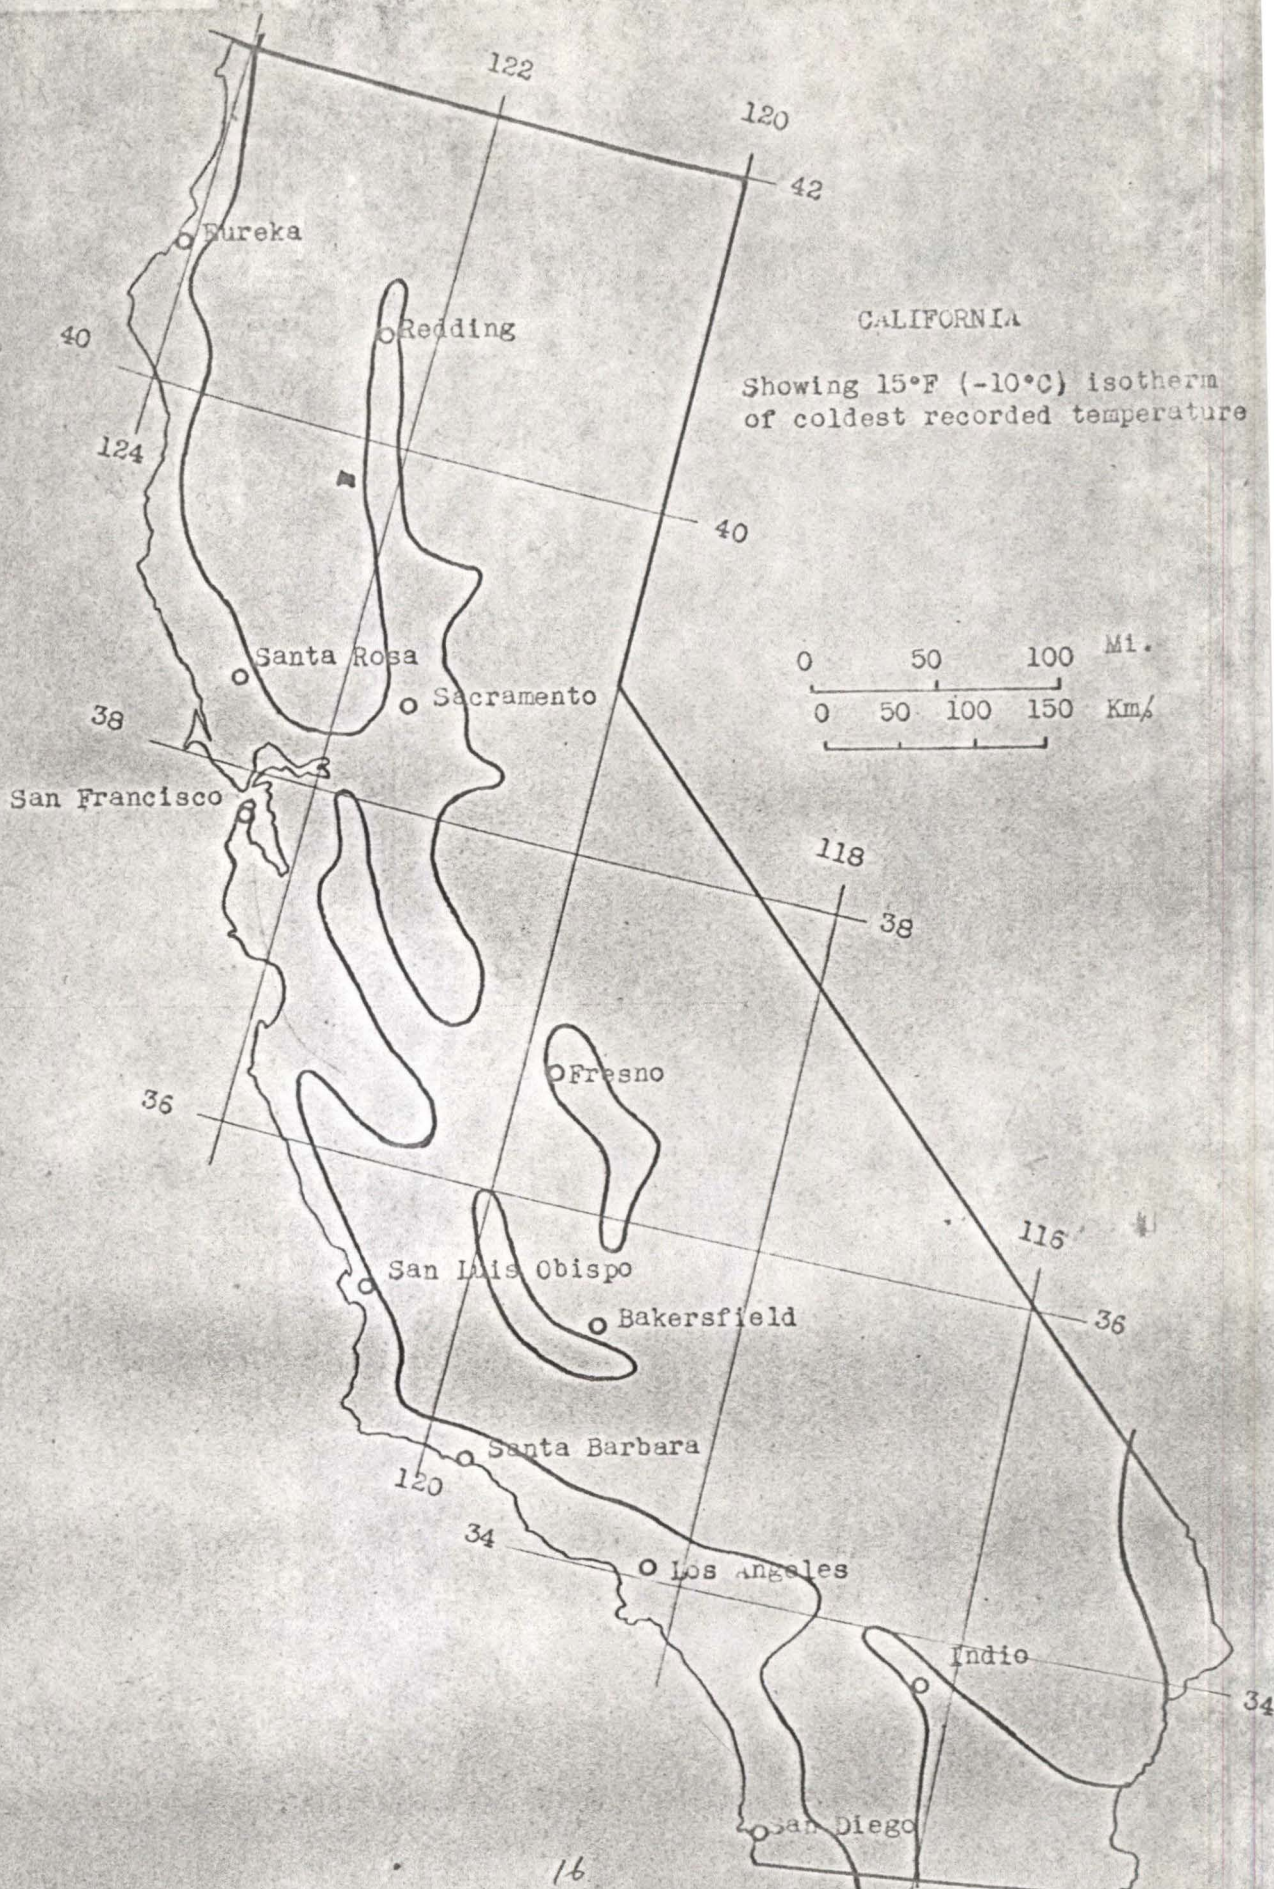 122
120
42
Eureka
40
Redding
CALIFORNIA
Showing 15°F (-10°C) isotherm
of coldest recorded temperature
124
40
Santa Rosa
0 50 100 Mi.
Sacramento
38
0 50 100 150 Km/
San Francisco
118
38
Fresno
36
116
San Luis Obispo
Bakersfield
36
Santa Barbara
120
34
Los Angeles
Indio
34
San Diego
16